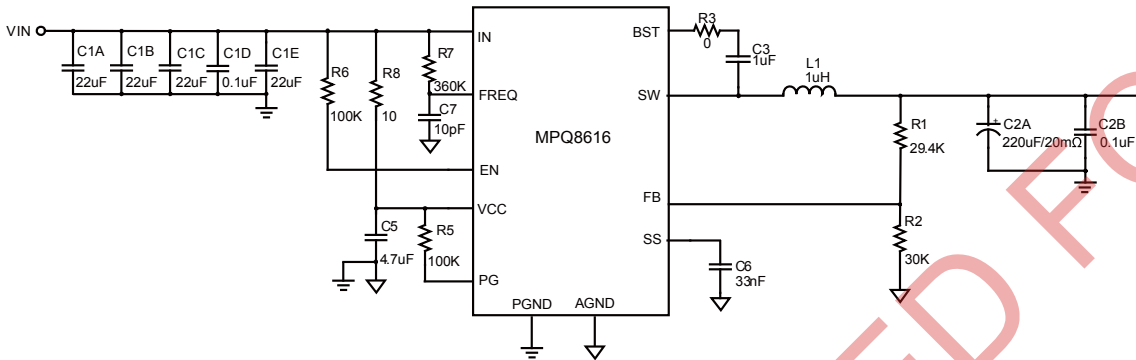 VIN
C1A
22uF
C1B
22uF
C1C
22uF
C1D
0.1uF
C1E
22uF
R6
100K
R8
10
R7
360K
C7
10pF
C5
4.7uF
R5
100K
IN
FREQ
EN
VCC
PG
MPQ8616
PGND
AGND
BST
SW
FB
SS
R3
0
C3
1uF
L1
1uH
R1
29.4K
R2
30K
C6
33nF
+
C2A
220uF/20mΩ
C2B
0.1uF